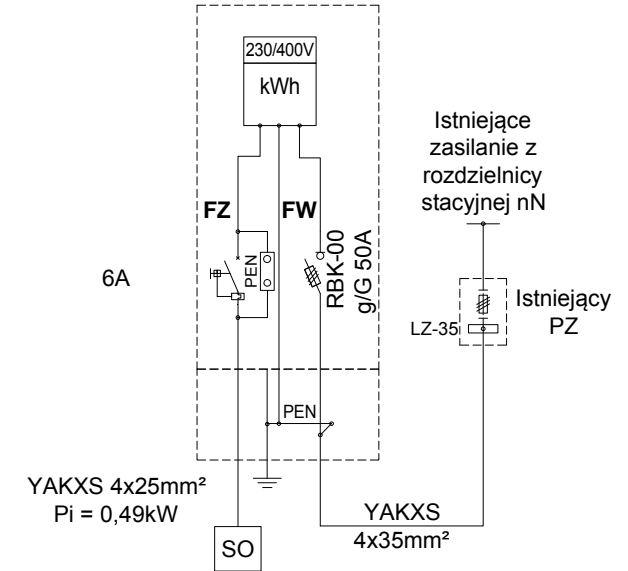 230/400V
kWh
Istniejące
zasilanie z
rozdzielnicy
stacyjnej nN
FZ
FW
6A
PEN
RBK-00
g/G 50A
LZ-35
Istniejący
PZ
PEN
YAKXS 4x25mm²
Pi = 0,49kW
SO
YAKXS
4x35mm²